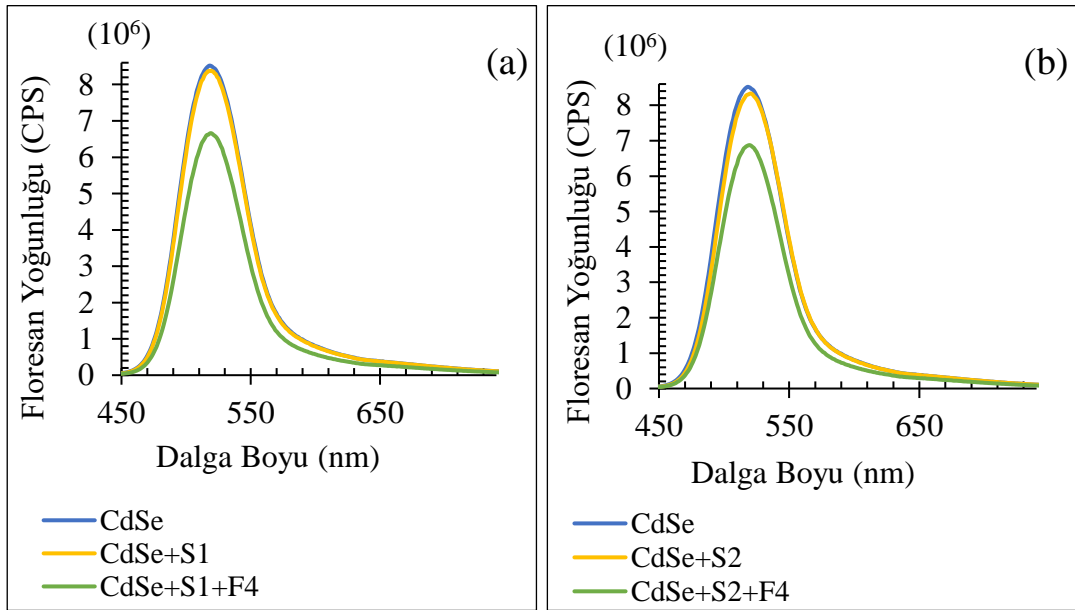 (10⁶)
(a)
Floresan Yoğunluğu (CPS)
8
7
6
5
4
3
2
1
0
450
550
650
Dalga Boyu (nm)
CdSe
CdSe+S1
CdSe+S1+F4
(10⁶)
(b)
Floresan Yoğunluğu (CPS)
8
7
6
5
4
3
2
1
0
450
550
650
Dalga Boyu (nm)
CdSe
CdSe+S2
CdSe+S2+F4